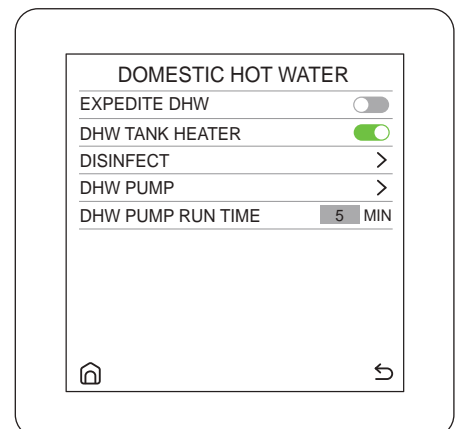 DOMESTIC HOT WATER
EXPEDITE DHW
DHW TANK HEATER
DISINFECT
DHW PUMP
DHW PUMP RUN TIME 5 MIN